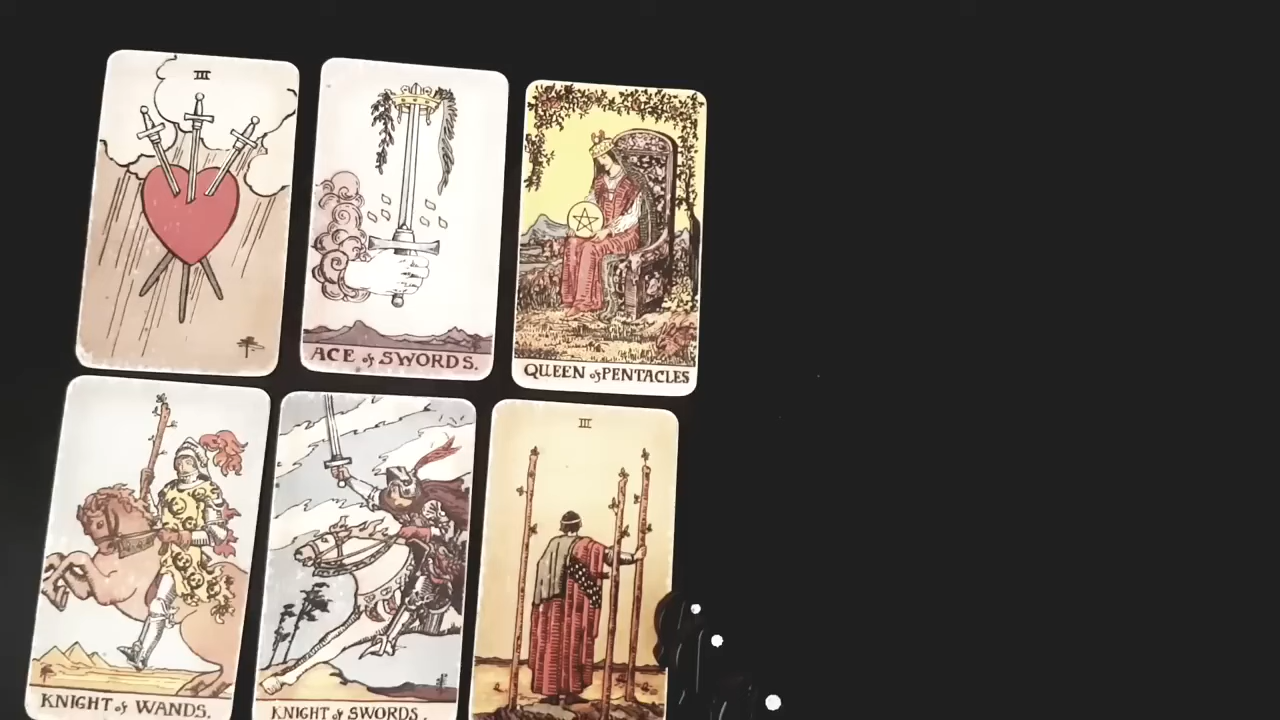 III
ACE of SWORDS.
QUEEN of PENTACLES
KNIGHT of WANDS.
KNIGHT of SWORDS.
III